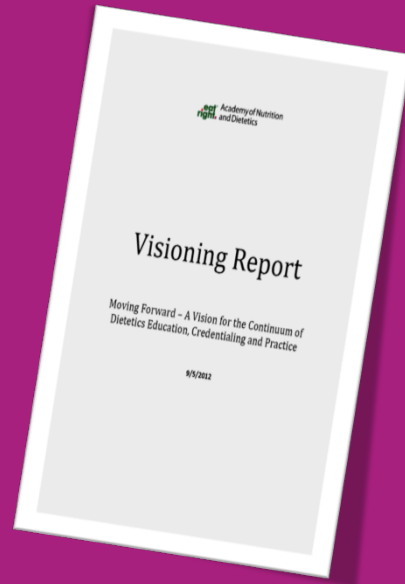 eat right. Academy of Nutrition
and Dietetics
Visioning Report
Moving Forward – A Vision for the Continuum of
Dietetics Education, Credentialing and Practice
9/5/2012